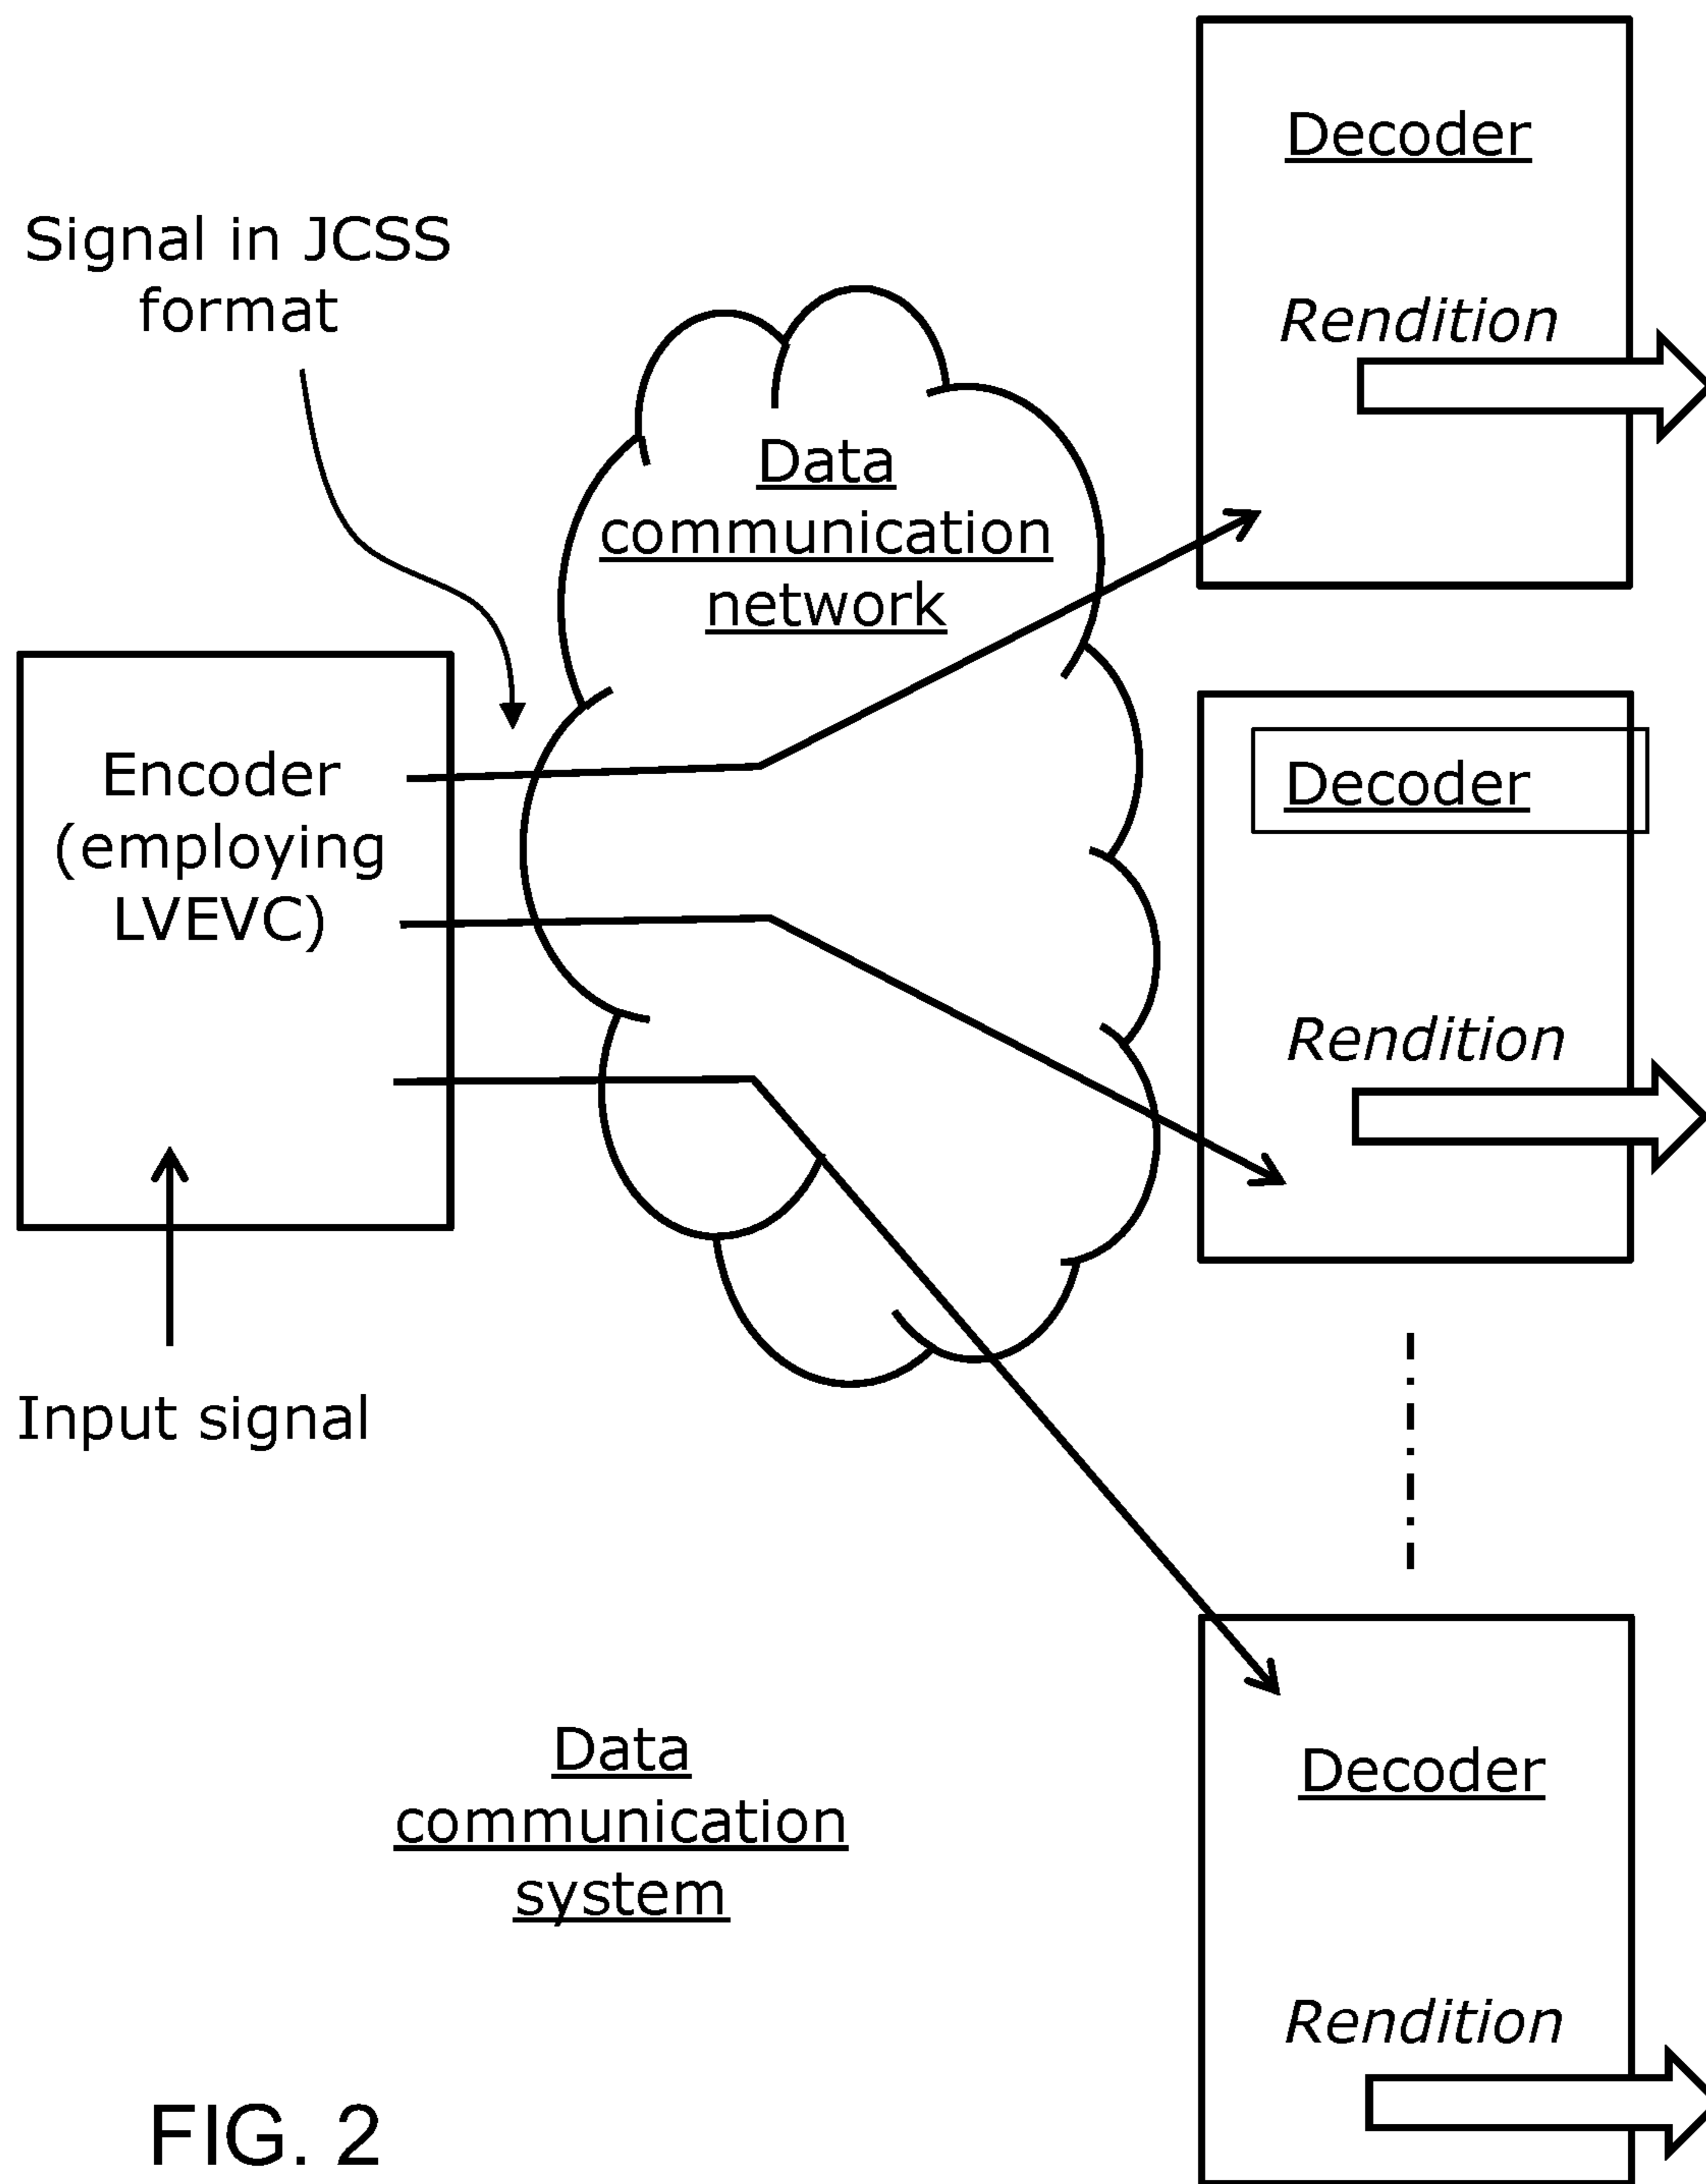 Decoder
Rendition
Signal in JCSS
format
Data
communication
network
Encoder
(employing
LVEVC)
Input signal
Decoder
Rendition
Data
communication
system
Decoder
Rendition
FIG. 2